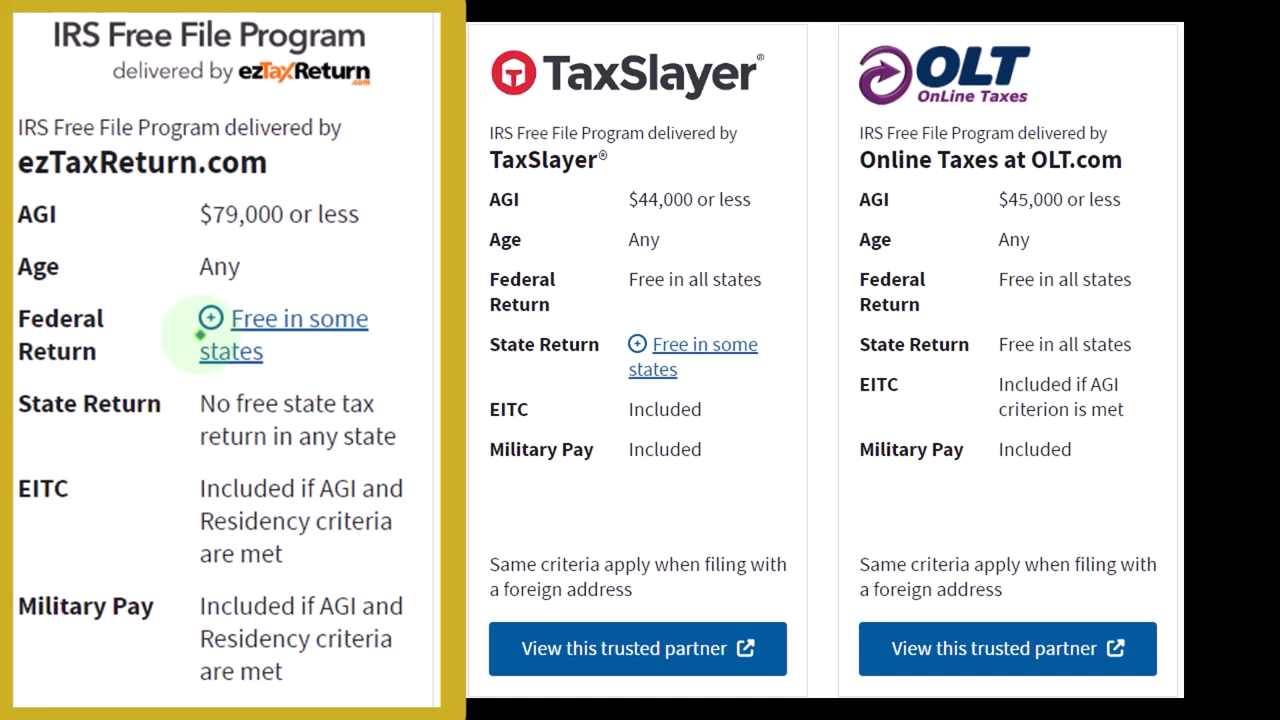 IRS Free File Program
delivered by ezTaxReturn
.com
IRS Free File Program delivered by
ezTaxReturn.com
AGI $79,000 or less
Age Any
Federal Return Free in some
states
State Return No free state tax
return in any state
EITC Included if AGI and
Residency criteria
are met
Military Pay Included if AGI and
Residency criteria
are met
TaxSlayer®
IRS Free File Program delivered by
TaxSlayer®
AGI $44,000 or less
Age Any
Federal Free in all states
Return
State Return Free in some
states
EITC Included
Military Pay Included
Same criteria apply when filing with
a foreign address
View this trusted partner
OLT
OnLine Taxes
IRS Free File Program delivered by
Online Taxes at OLT.com
AGI $45,000 or less
Age Any
Federal Free in all states
Return
State Return Free in all states
EITC Included if AGI
criterion is met
Military Pay Included
Same criteria apply when filing with
a foreign address
View this trusted partner